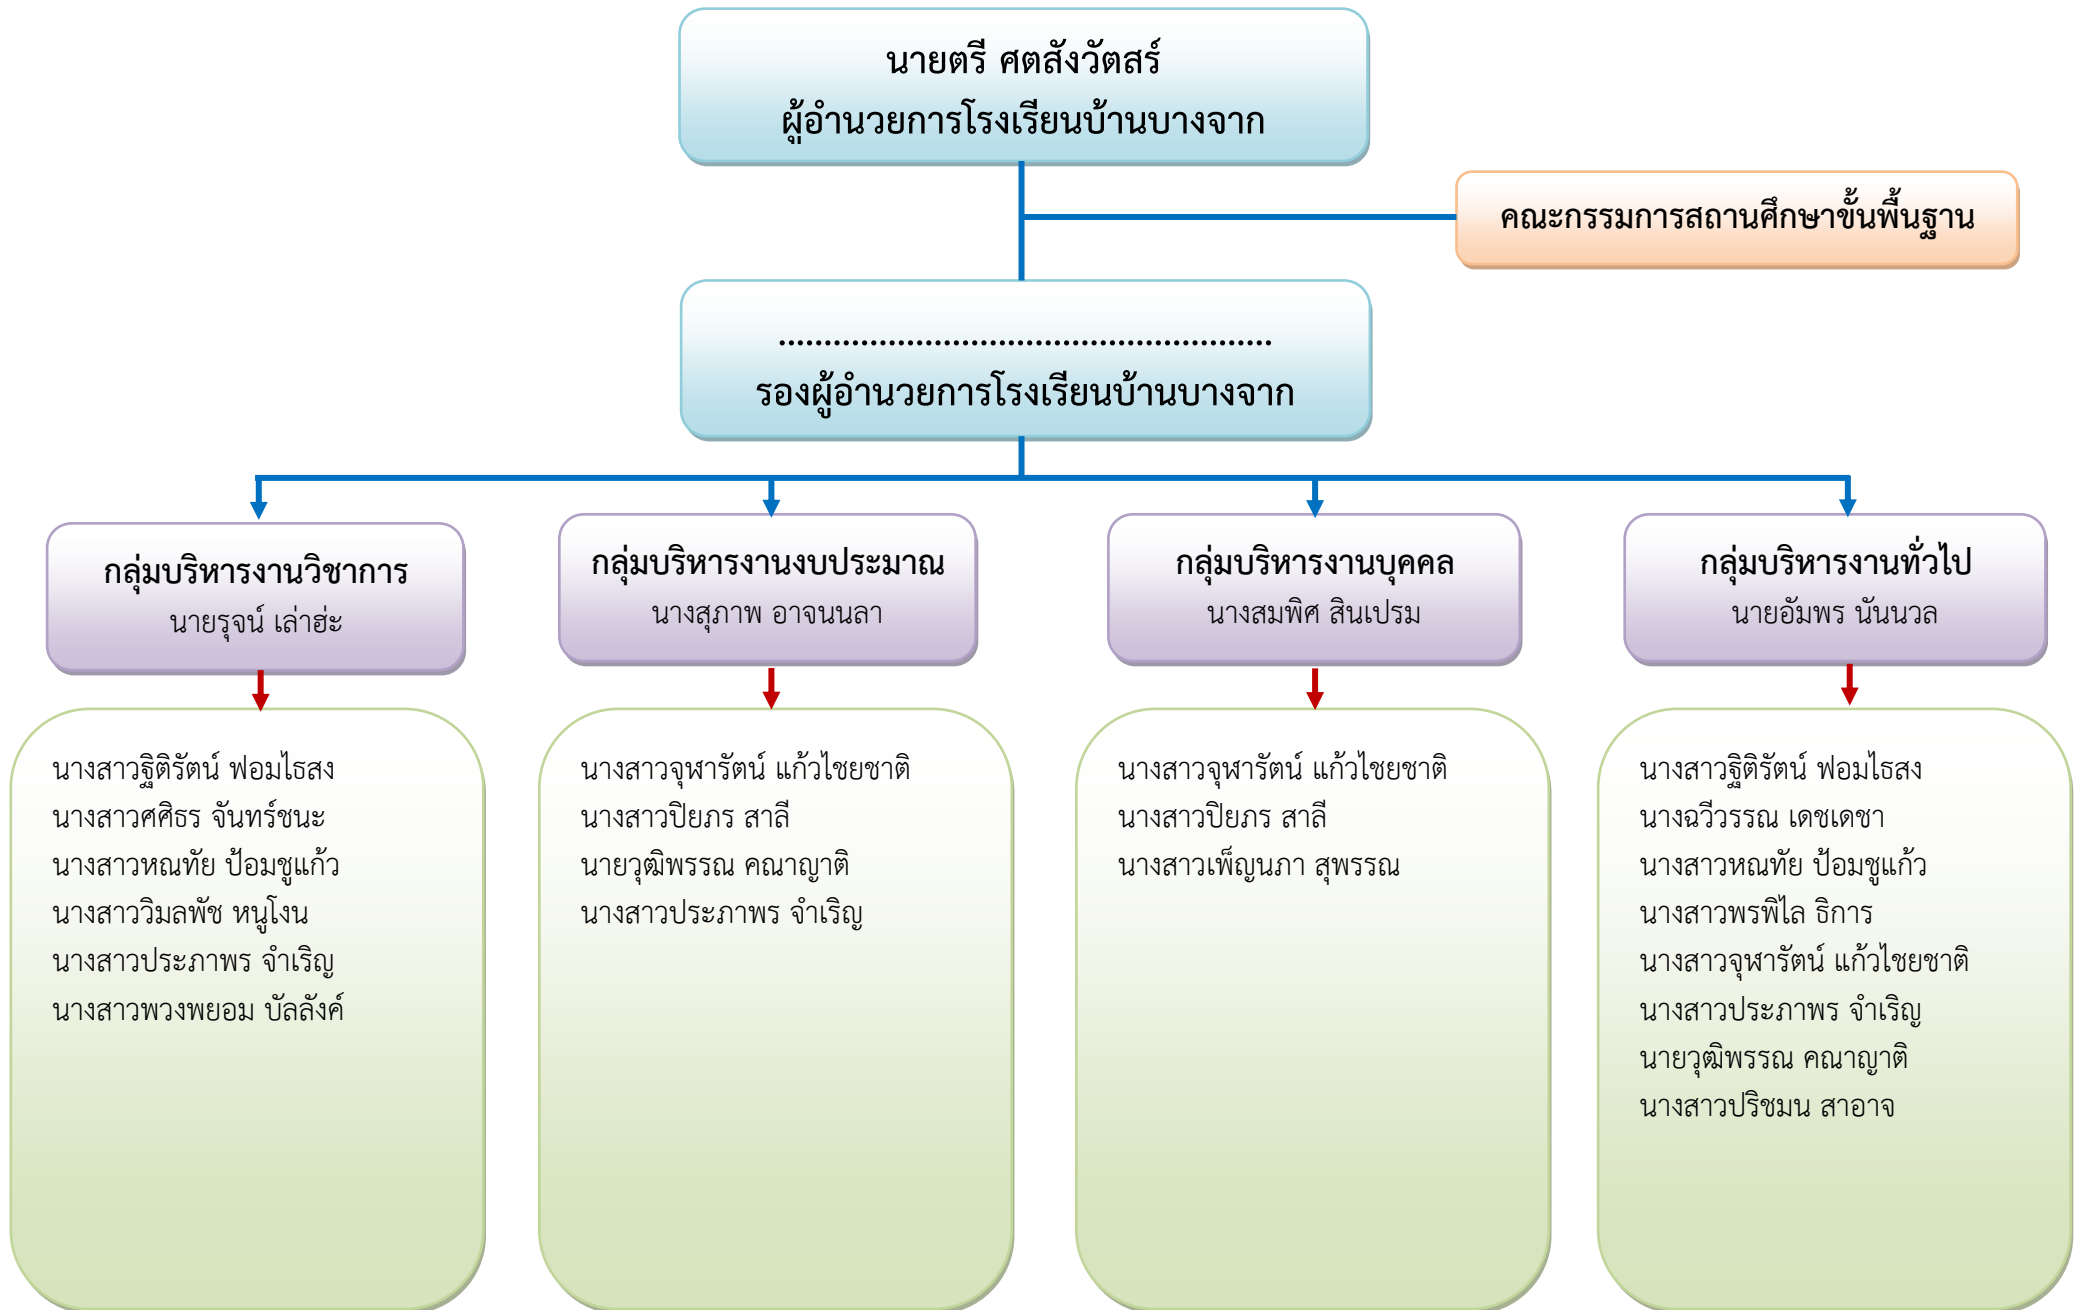 นายตรี ศตสังวัตสร์
ผู้อำนวยการโรงเรียนบ้านบางจาก
คณะกรรมการสถานศึกษาขั้นพื้นฐาน
.....................................................
รองผู้อำนวยการโรงเรียนบ้านบางจาก
กลุ่มบริหารงานวิชาการ
นายรุจน์ เล่าฮ่ะ
กลุ่มบริหารงานงบประมาณ
นางสุภาพ อาจนนลา
กลุ่มบริหารงานบุคคล
นางสมพิศ สินเปรม
กลุ่มบริหารงานทั่วไป
นายอัมพร นันนวล
นางสาวฐิติรัตน์ ฟอมไธสง
นางสาวศศิธร จันทร์ชนะ
นางสาวหณทัย ป้อมชูแก้ว
นางสาววิมลพัช หนูโงน
นางสาวประภาพร จำเริญ
นางสาวพวงพยอม บัลลังค์
นางสาวจุฬารัตน์ แก้วไชยชาติ
นางสาวปิยภร สาลี
นายวุฒิพรรณ คณาญาติ
นางสาวประภาพร จำเริญ
นางสาวจุฬารัตน์ แก้วไชยชาติ
นางสาวปิยภร สาลี
นางสาวเพ็ญนภา สุพรรณ
นางสาวฐิติรัตน์ ฟอมไธสง
นางฉวีวรรณ เดชเดชา
นางสาวหณทัย ป้อมชูแก้ว
นางสาวพรพิไล ธิการ
นางสาวจุฬารัตน์ แก้วไชยชาติ
นางสาวประภาพร จำเริญ
นายวุฒิพรรณ คณาญาติ
นางสาวปริชมน สาอาจ